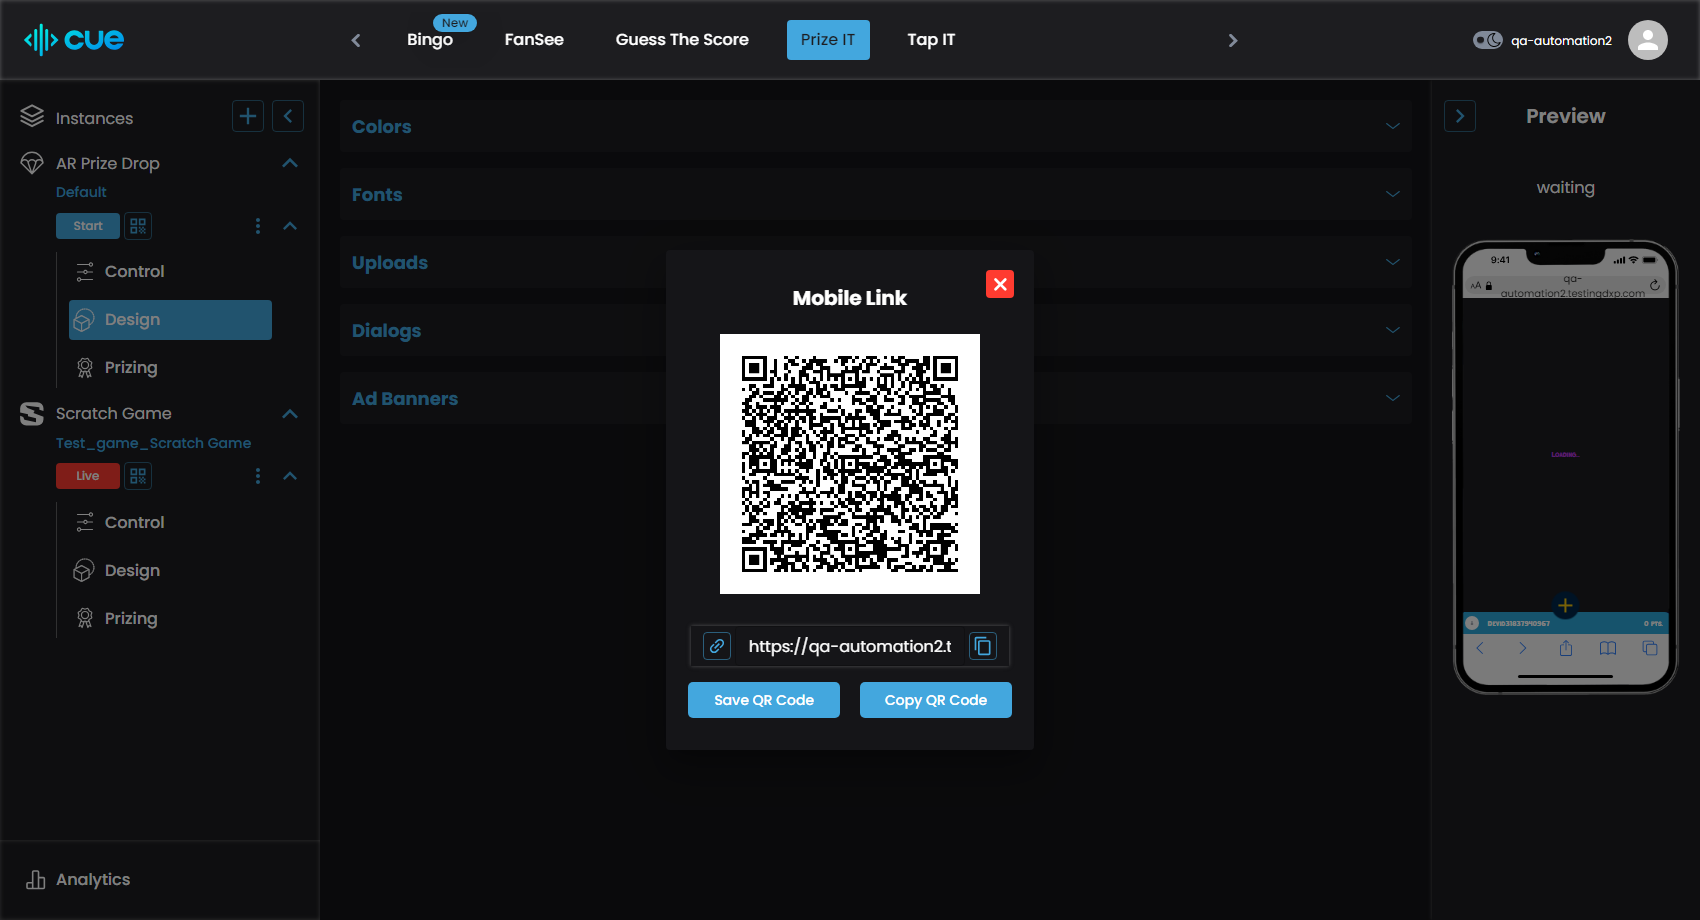 cue
New
Bingo
FanSee
Guess The Score
Prize IT
Tap IT
qa-automation2
Instances
AR Prize Drop
Default
Start
Control
Design
Prizing
Scratch Game
Test_game_Scratch Game
Live
Control
Design
Prizing
Analytics
Colors
Fonts
Uploads
Dialogs
Ad Banners
Mobile Link
https://qa-automation2.t
Save QR Code
Copy QR Code
Preview
waiting
9:41
AA
qa-
automation2.testingdxp.com
Loading..
0 PTS.